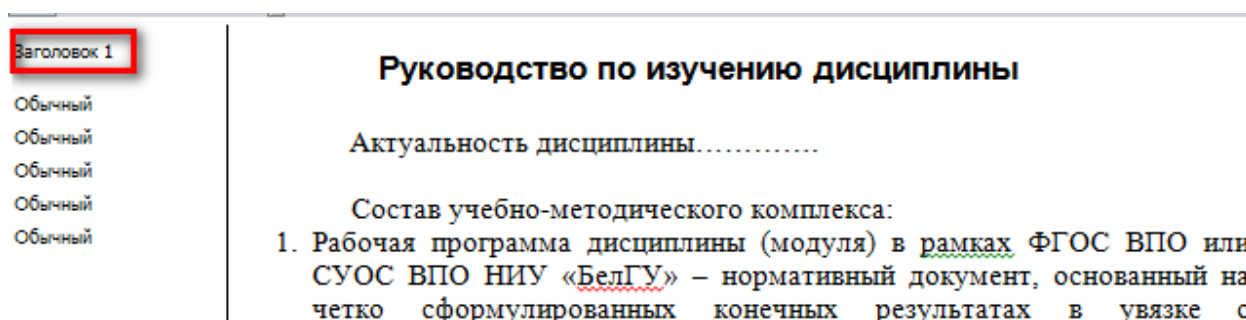 Заголовок 1
Руководство по изучению дисциплины
Обычный
Обычный
Актуальность дисциплины………….
Обычный
Обычный
Состав учебно-методического комплекса:
Обычный
1. Рабочая программа дисциплины (модуля) в рамках ФГОС ВПО или
СУОС ВПО НИУ «БелГУ» – нормативный документ, основанный на
четко сформулированных конечных результатах в увязке с